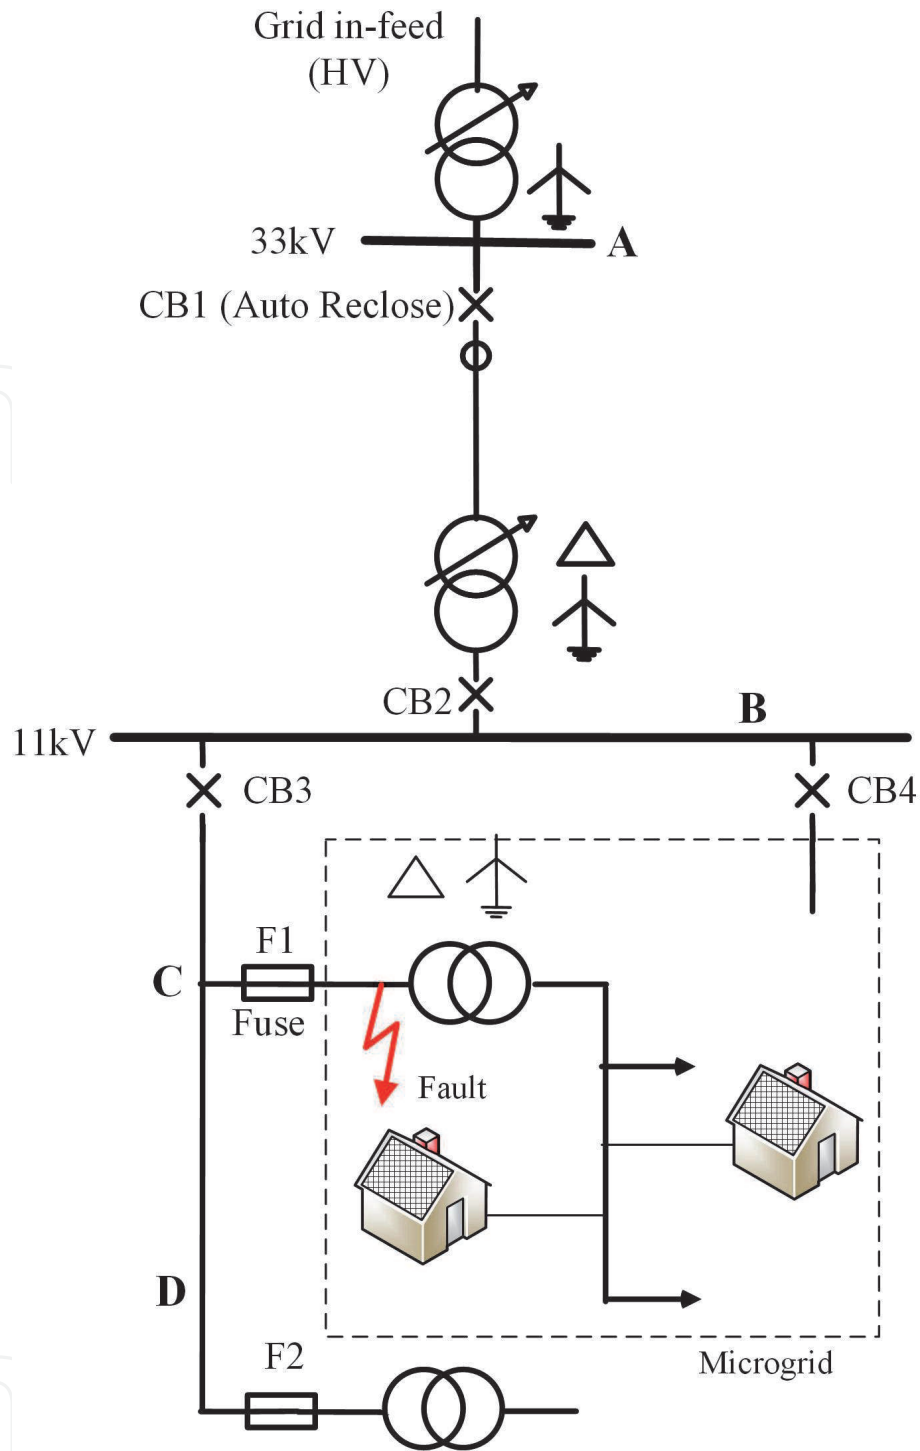 Grid in-feed
(HV)
33kV
A
CB1 (Auto Reclose)
CB2
B
11kV
CB3
CB4
F1
C
Fuse
Fault
D
F2
Microgrid